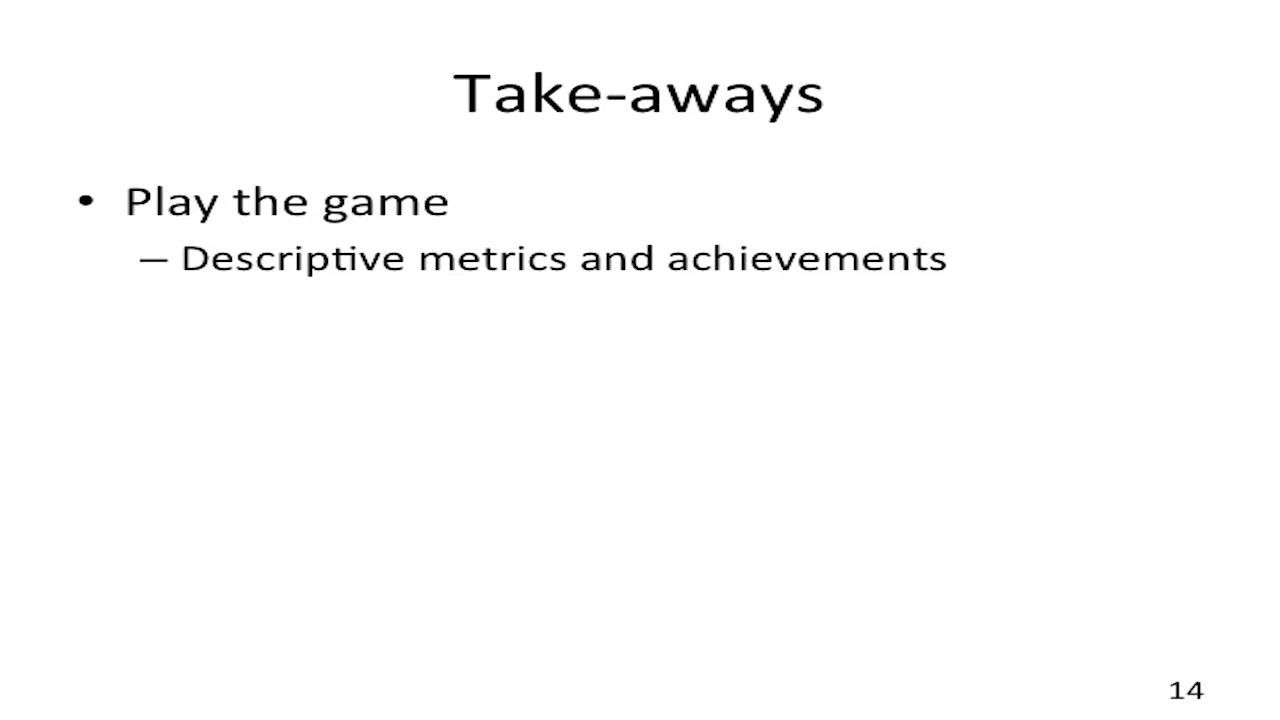 Take-aways
• Play the game
– Descriptive metrics and achievements
14